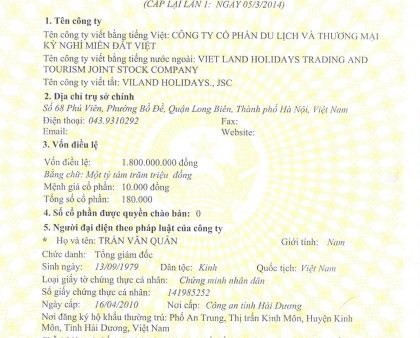 (CẤP LẠI LẦN 1: NGÀY 05/3/2014)
1. Tên công ty
Tên công ty viết bằng tiếng Việt: CÔNG TY CỔ PHẦN DU LỊCH VÀ THƯƠNG MẠI
KỲ NGHỈ MIỀN ĐẤT VIỆT
Tên công ty viết bằng tiếng nước ngoài: VIET LAND HOLIDAYS TRADING AND
TOURISM JOINT STOCK COMPANY
Tên công ty viết tắt: VILAND HOLIDAYS., JSC
2. Địa chỉ trụ sở chính
Số 68 Phú Viên, Phường Bồ Đề, Quận Long Biên, Thành phố Hà Nội, Việt Nam
Điện thoại: 043.9310292 Fax:
Email: Website:
3. Vốn điều lệ
Vốn điều lệ: 1.800.000.000 đồng
Bằng chữ: Một tỷ tám trăm triệu đồng
Mệnh giá cổ phần: 10.000 đồng
Tổng số cổ phần: 180.000
4. Số cổ phần được quyền chào bán: 0
5. Người đại diện theo pháp luật của công ty
* Họ và tên: TRẦN VĂN QUÂN Giới tính: Nam
Chức danh: Tổng giám đốc
Sinh ngày: 13/09/1979 Dân tộc: Kinh Quốc tịch: Việt Nam
Loại giấy tờ chứng thực cá nhân: Chứng minh nhân dân
Số giấy chứng thực cá nhân: 141985252
Ngày cấp: 16/04/2010 Nơi cấp: Công an tỉnh Hải Dương
Nơi đăng ký hộ khẩu thường trú: Phố An Trung, Thị trấn Kinh Môn, Huyện Kinh
Môn, Tỉnh Hải Dương, Việt Nam